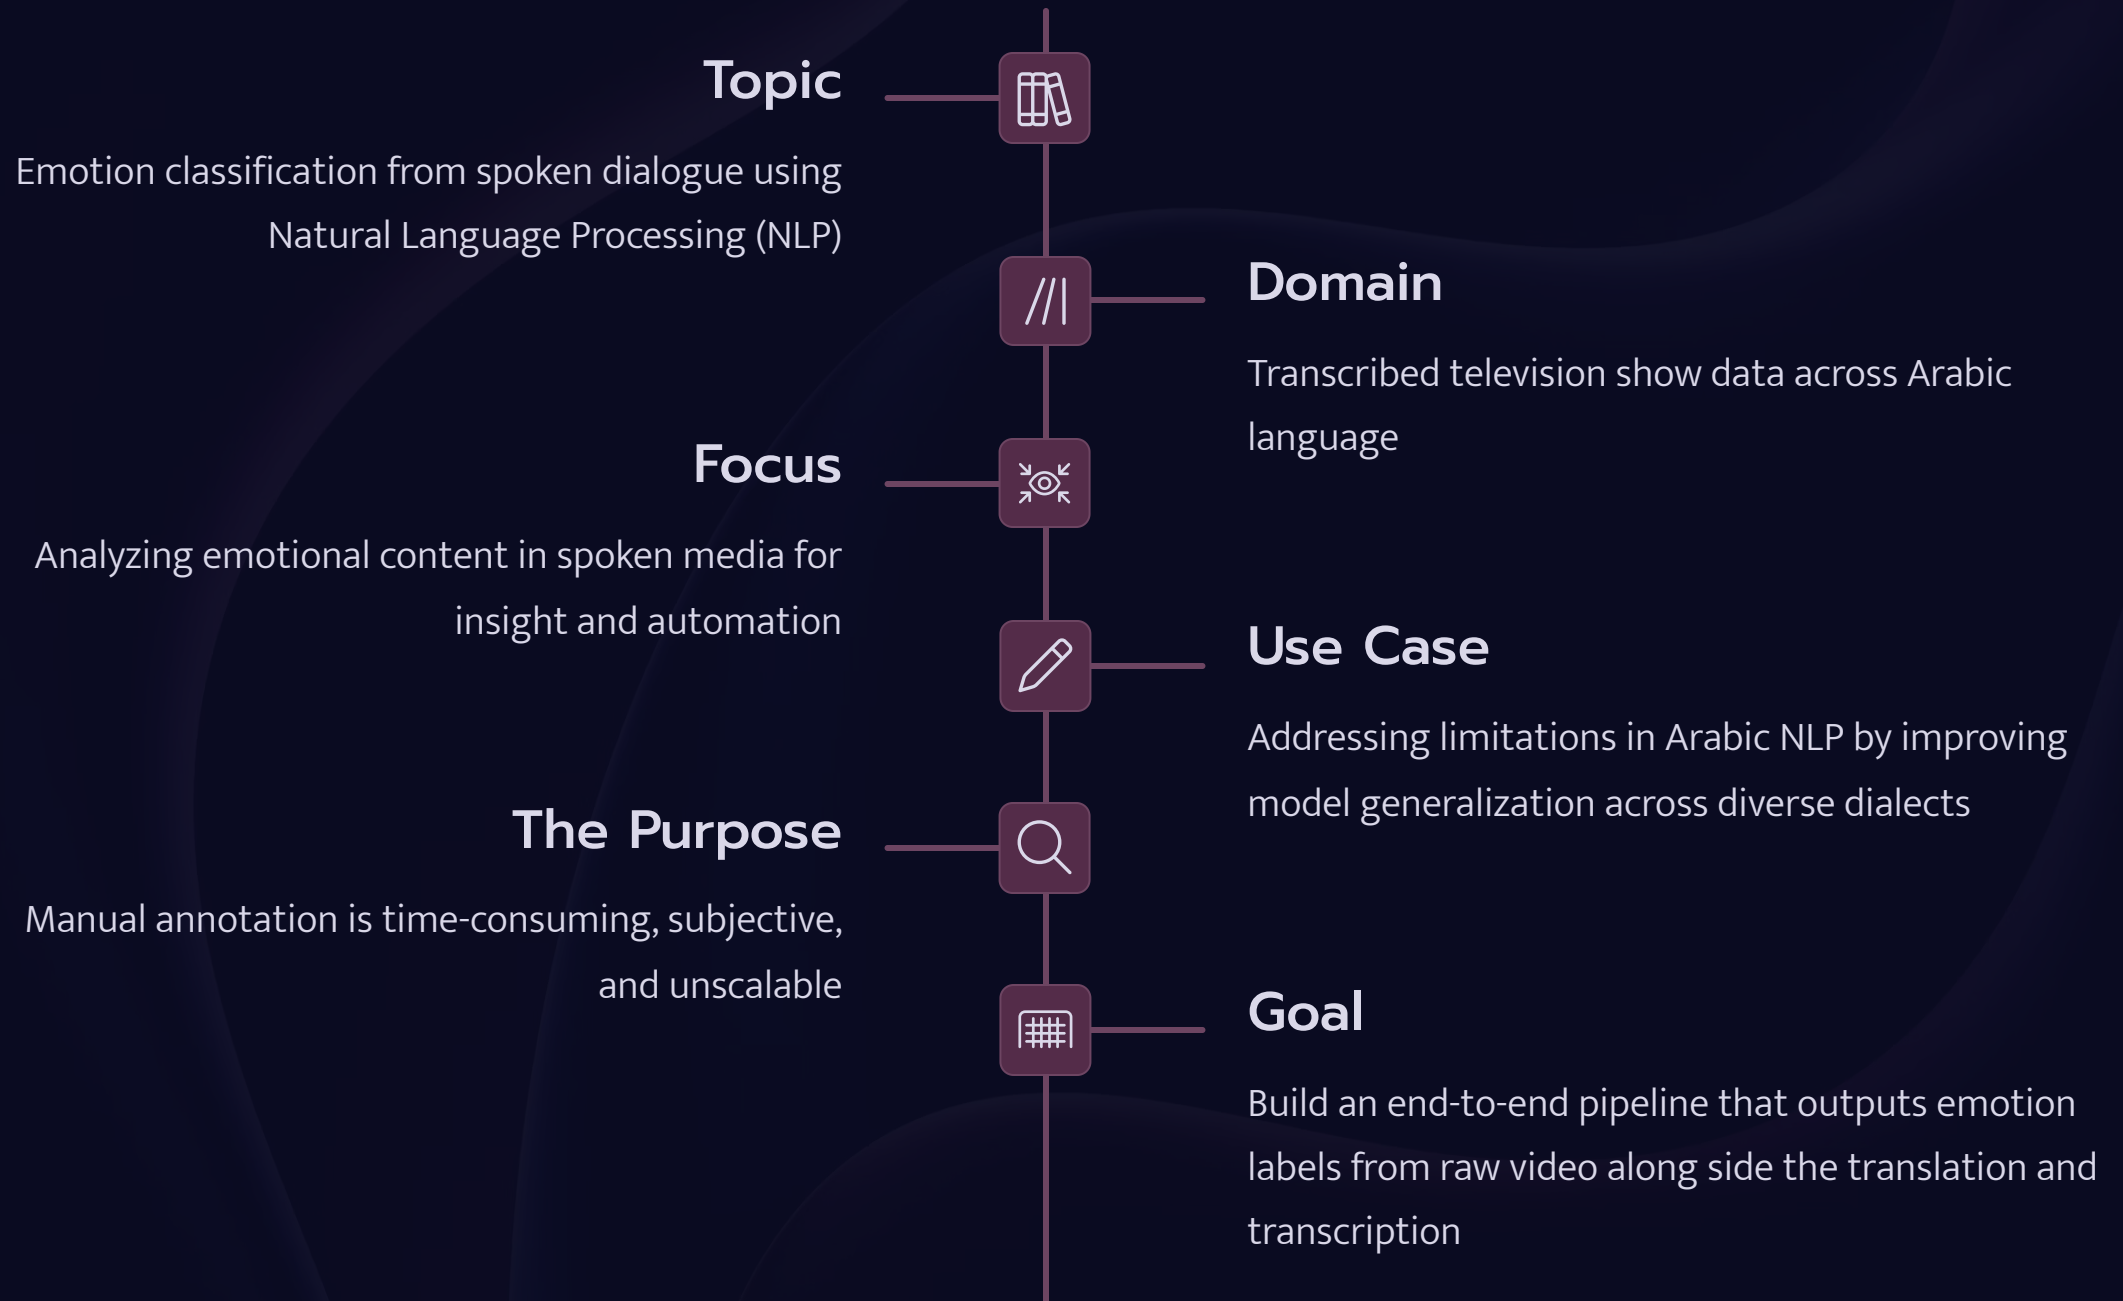 Topic
Emotion classification from spoken dialogue using
Natural Language Processing (NLP)
Domain
Transcribed television show data across Arabic
language
Focus
Analyzing emotional content in spoken media for
insight and automation
Use Case
Addressing limitations in Arabic NLP by improving
model generalization across diverse dialects
The Purpose
Manual annotation is time-consuming, subjective,
and unscalable
Goal
Build an end-to-end pipeline that outputs emotion
labels from raw video along side the translation and
transcription